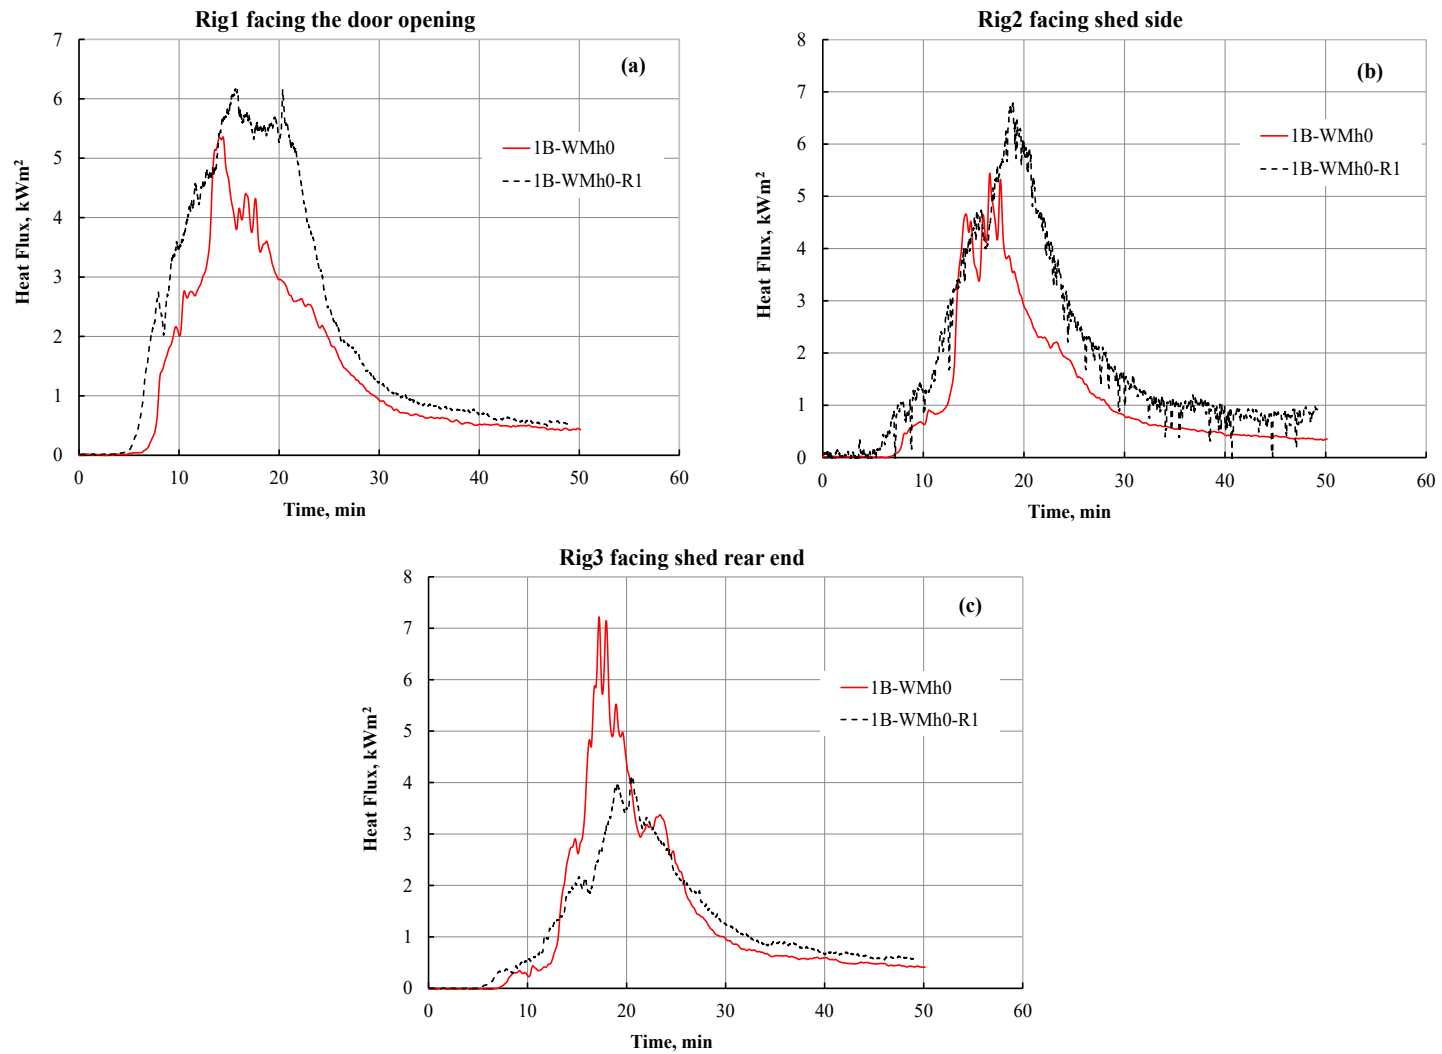 Rig1 facing the door opening
7
6
5
4
3
2
1
0
Heat Flux, kWm²
(a)
1B-WMh0
1B-WMh0-R1
0 10 20 30 40 50 60
Time, min
Rig2 facing shed side
8
7
6
5
4
3
2
1
0
Heat Flux, kWm²
(b)
1B-WMh0
1B-WMh0-R1
0 10 20 30 40 50 60
Time, min
Rig3 facing shed rear end
8
7
6
5
4
3
2
1
0
Heat Flux, kWm²
(c)
1B-WMh0
1B-WMh0-R1
0 10 20 30 40 50 60
Time, min